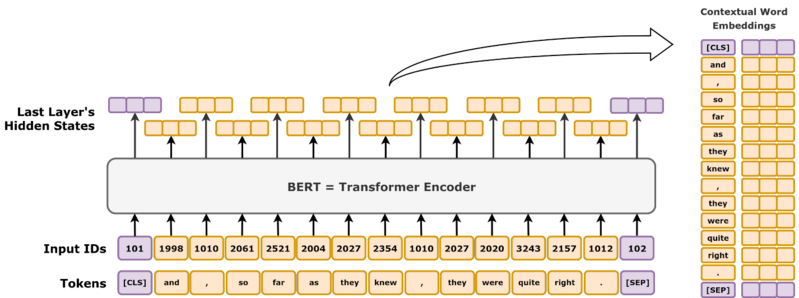 Contextual Word
Embeddings
[CLS]
and
,
so
far
as
they
knew
,
they
were
quite
right
.
[SEP]
Last Layer's
Hidden States
BERT = Transformer Encoder
Input IDs 101 1998 1010 2061 2521 2004 2027 2354 1010 2027 2020 3243 2157 1012 102
Tokens [CLS] and , so far as they knew , they were quite right . [SEP]